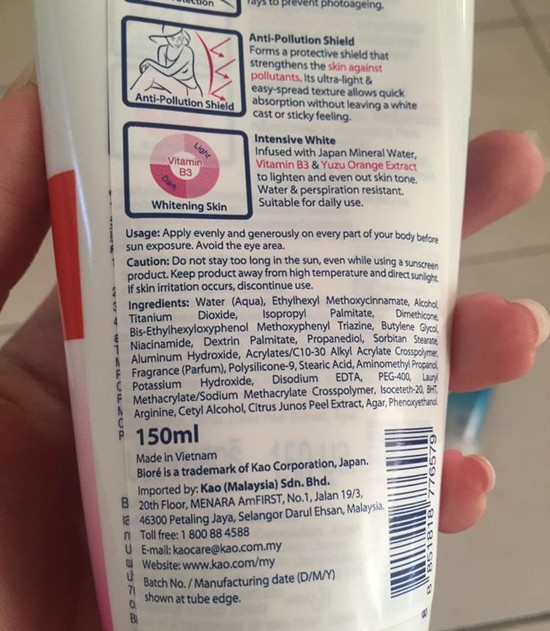 rays to prevent photoageing.
Anti-Pollution Shield
Forms a protective shield that
strengthens the skin against
pollutants. Its ultra-light &
easy-spread texture allows quick
absorption without leaving a white
cast or sticky feeling.
Anti-Pollution Shield
Intensive White
Infused with Japan Mineral Water,
Vitamin B3 & Yuzu Orange Extract
to lighten and even out skin tone.
Water & perspiration resistant.
Suitable for daily use.
Light
Vitamin
B3
Dark
Whitening Skin
Usage: Apply evenly and generously on every part of your body before
sun exposure. Avoid the eye area.
Caution: Do not stay too long in the sun, even while using a sunscreen
product. Keep product away from high temperature and direct sunlight.
If skin irritation occurs, discontinue use.
Ingredients: Water (Aqua), Ethylhexyl Methoxycinnamate, Alcohol,
Titanium Dioxide, Isopropyl Palmitate, Dimethicone,
Bis-Ethylhexyloxyphenol Methoxyphenyl Triazine, Butylene Glycol,
Niacinamide, Dextrin Palmitate, Propanediol, Sorbitan Stearate,
Aluminum Hydroxide, Acrylates/C10-30 Alkyl Acrylate Crosspolymer,
Fragrance (Parfum), Polysilicone-9, Stearic Acid, Aminomethyl Propanol,
Potassium Hydroxide, Disodium EDTA, PEG-400, Lauryl
Methacrylate/Sodium Methacrylate Crosspolymer, Isoceteth-20, BHT,
Arginine, Cetyl Alcohol, Citrus Junos Peel Extract, Agar, Phenoxyethanol.
150ml
Made in Vietnam
Bioré is a trademark of Kao Corporation, Japan.
Imported by: Kao (Malaysia) Sdn. Bhd.
20th Floor, MENARA AmFIRST, No.1, Jalan 19/3,
46300 Petaling Jaya, Selangor Darul Ehsan, Malaysia.
Toll free: 1 800 88 4588
E-mail: kaocare@kao.com.my
Website: www.kao.com/my
Batch No. / Manufacturing date (D/M/Y)
shown at tube edge.
8 851818 776579